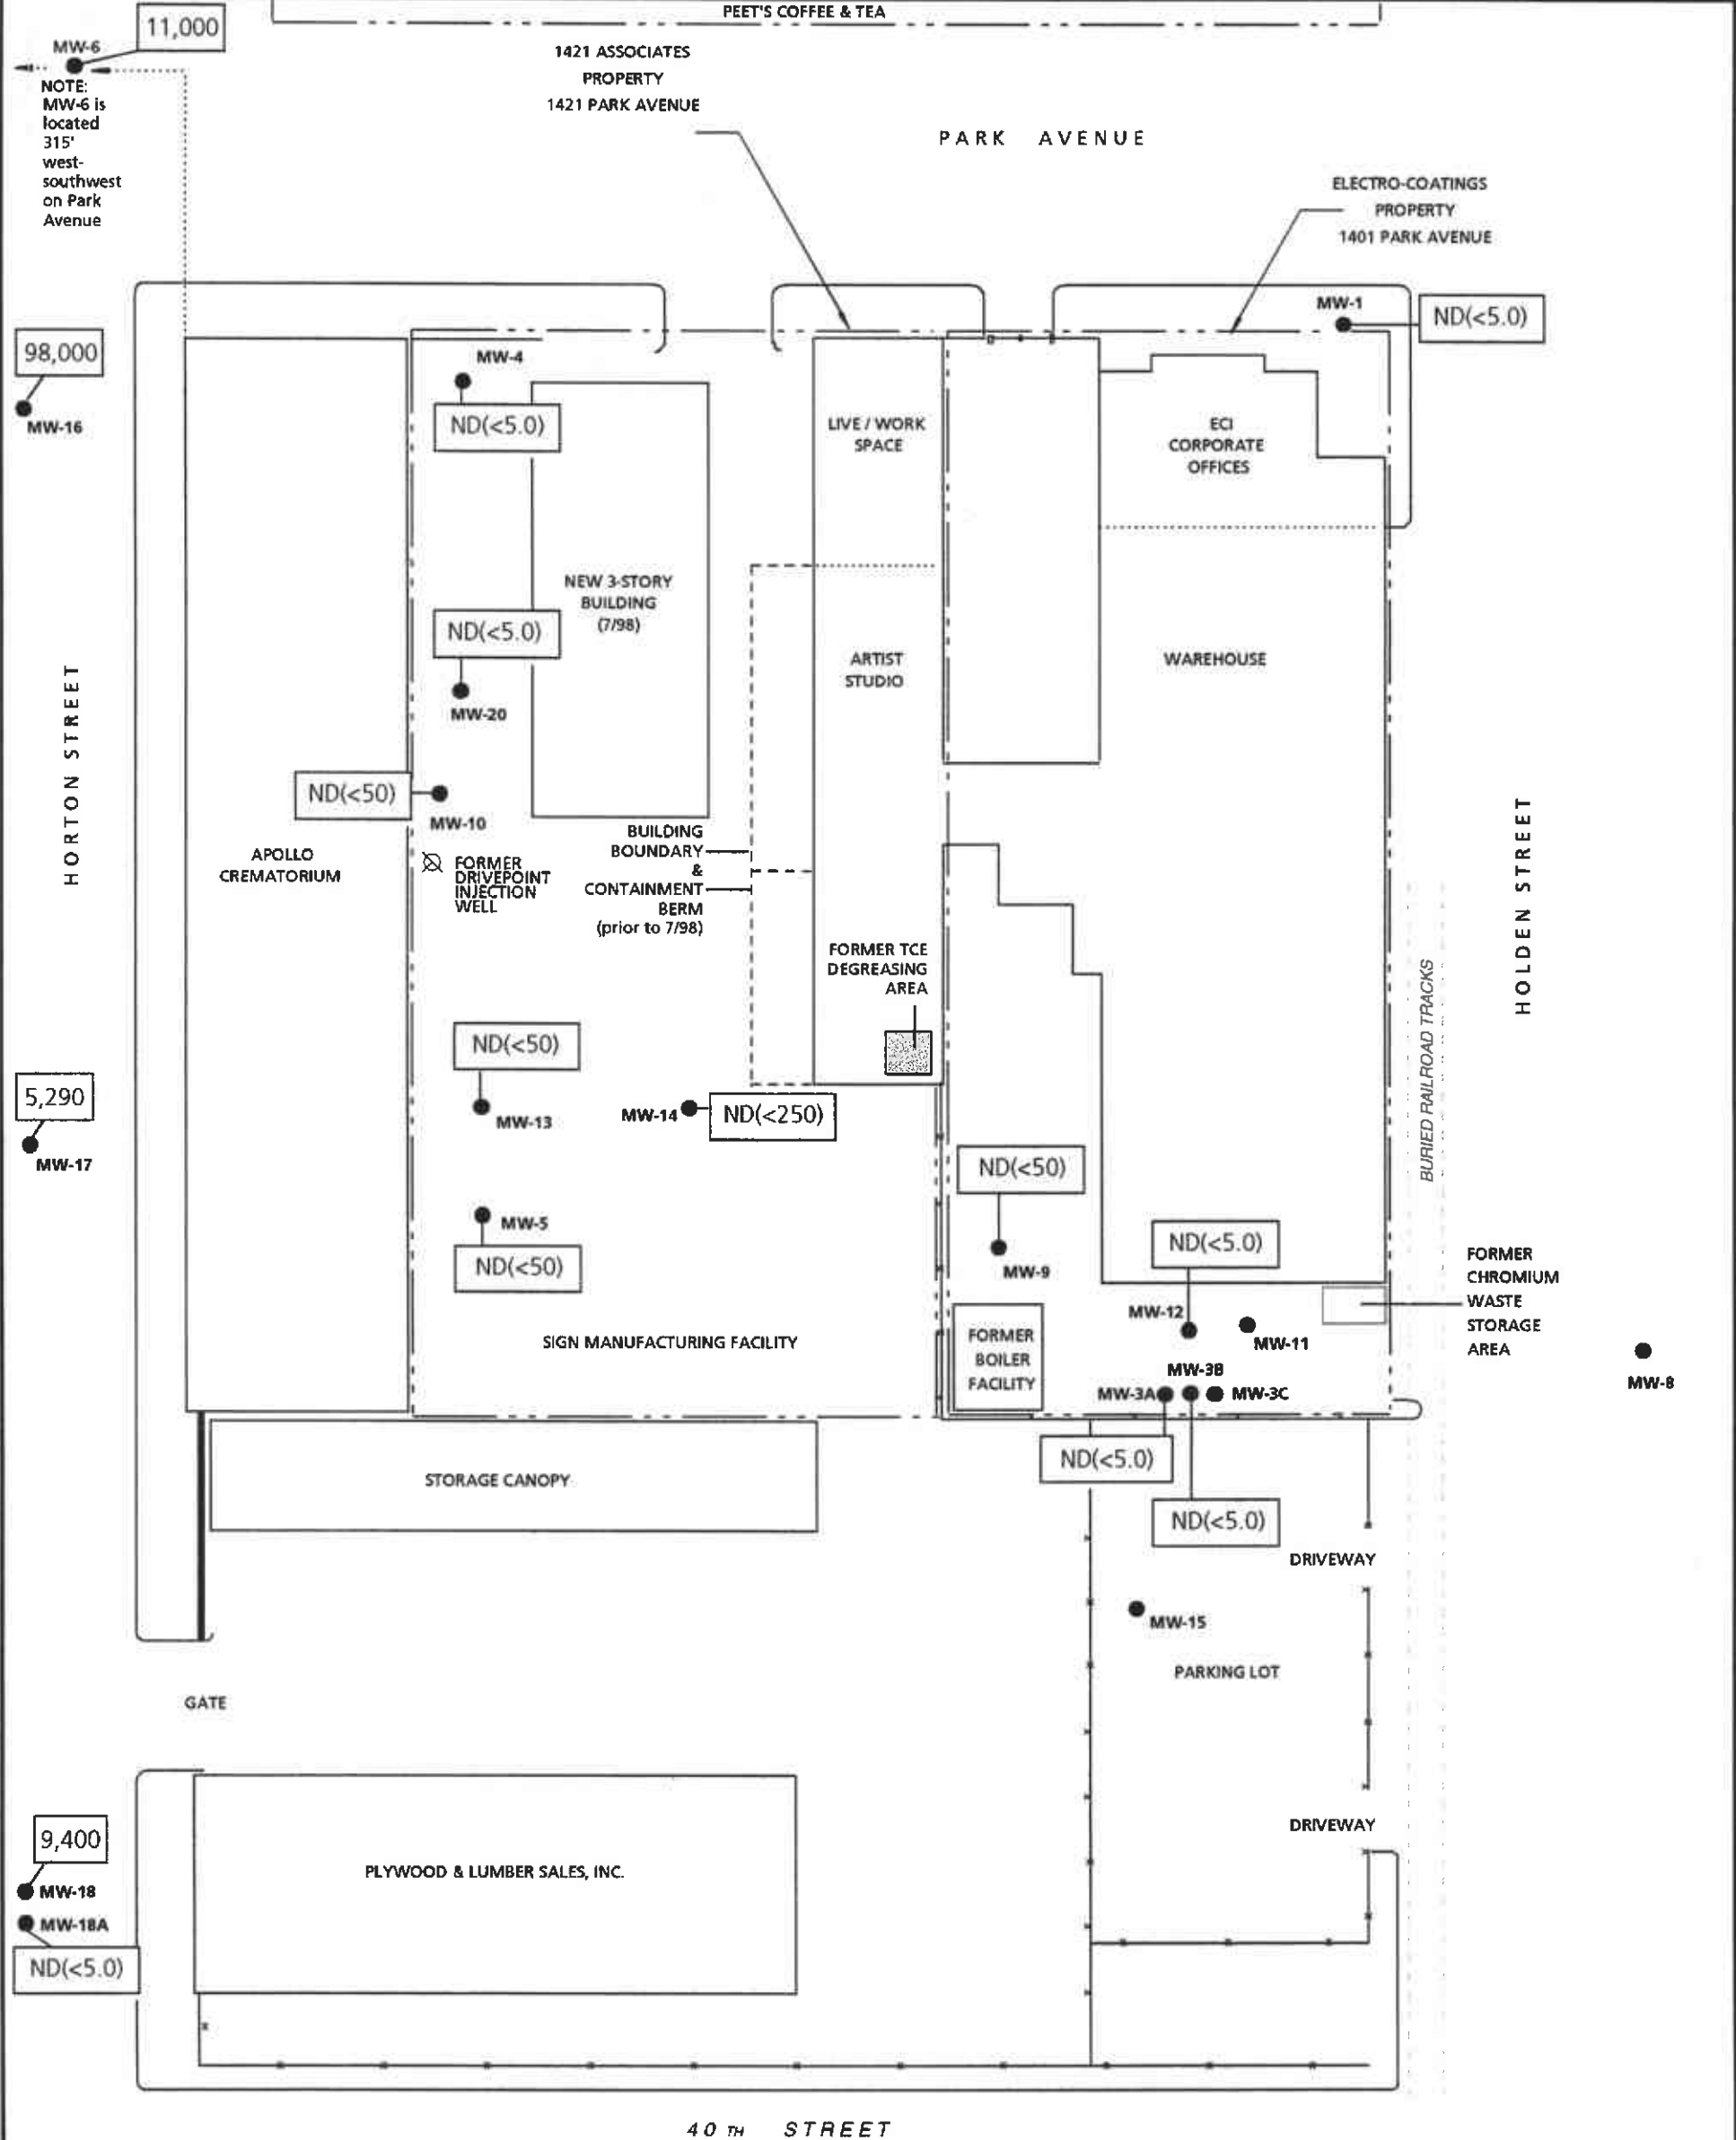 PEET'S COFFEE & TEA
11,000
MW-6
NOTE:
MW-6 is
located
315'
west-
southwest
on Park
Avenue
1421 ASSOCIATES
PROPERTY
1421 PARK AVENUE
PARK AVENUE
ELECTRO-COATINGS
PROPERTY
1401 PARK AVENUE
MW-1
ND(<5.0)
98,000
MW-16
MW-4
ND(<5.0)
LIVE / WORK
SPACE
ECI
CORPORATE
OFFICES
NEW 3-STORY
BUILDING
(7/98)
ND(<5.0)
MW-20
ARTIST
STUDIO
WAREHOUSE
HORTON STREET
ND(<50)
MW-10
APOLLO
CREMATORIUM
FORMER
DRIVEPOINT
INJECTION
WELL
BUILDING
BOUNDARY
&
CONTAINMENT
BERM
(prior to 7/98)
HOLDEN STREET
FORMER TCE
DEGREASING
AREA
BURIED RAILROAD TRACKS
ND(<50)
MW-13
MW-14
ND(<250)
5,290
MW-17
ND(<50)
MW-9
MW-5
ND(<50)
ND(<5.0)
MW-12
MW-11
FORMER
CHROMIUM
WASTE
STORAGE
AREA
MW-8
SIGN MANUFACTURING FACILITY
FORMER
BOILER
FACILITY
MW-3B
MW-3A
MW-3C
ND(<5.0)
ND(<5.0)
STORAGE CANOPY
DRIVEWAY
MW-15
PARKING LOT
GATE
DRIVEWAY
9,400
MW-18
MW-18A
ND(<5.0)
PLYWOOD & LUMBER SALES, INC.
40 TH STREET